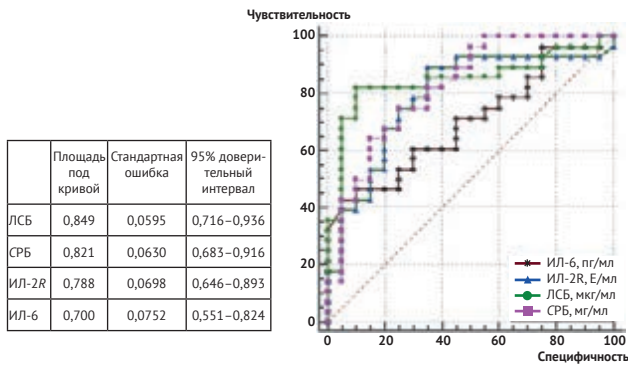 Чувствительность
100
80
60
40
20
0
0 20 40 60 80 100
Специфичность
ИЛ-6, пг/мл
ИЛ-2R, Е/мл
ЛСБ, мкг/мл
СРБ, мг/мл
Площадь под кривой Стандартная ошибка 95% довери-
тельный интервал
ЛСБ 0,849 0,0595 0,716–0,936
СРБ 0,821 0,0630 0,683–0,916
ИЛ-2R 0,788 0,0698 0,646–0,893
ИЛ-6 0,700 0,0752 0,551–0,824